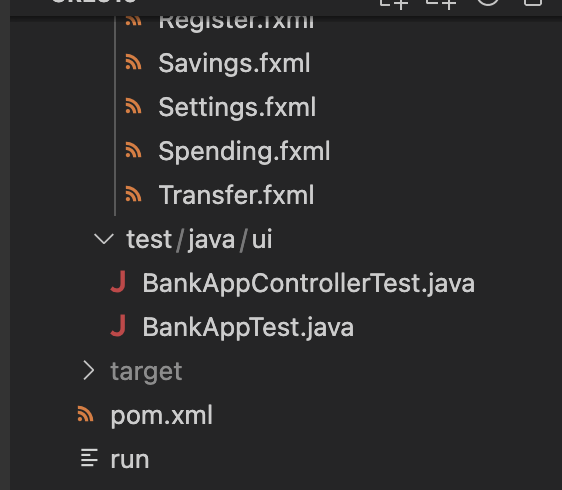 Register.fxml
Savings.fxml
Settings.fxml
Spending.fxml
Transfer.fxml
test/java/ui
BankAppControllerTest.java
BankAppTest.java
target
pom.xml
run